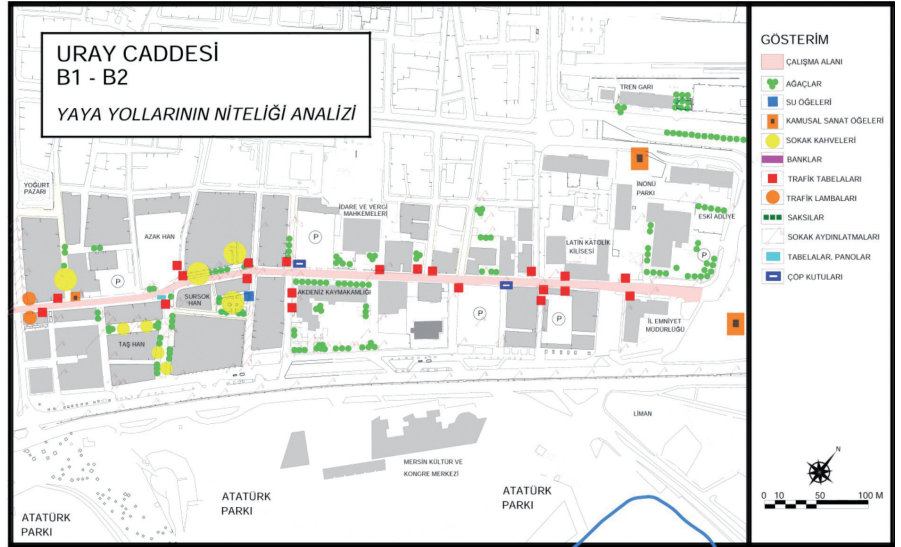 URAY CADDESİ
B1 - B2
YAYA YOLLARININ NİTELİĞİ ANALİZİ
TREN GARI
YOĞURT
PAZARI
AZAK HAN
İDARE VE VERGİ
MAHKEMELERİ
İNÖNÜ
PARKI
ESKİ ADLİYE
LATİN KATOLİK
KİLİSESİ
P
P
P
P
P
SURSOK
HAN
AKDENİZ KAYMAKAMLIĞI
TAŞ HAN
İL EMNİYET
MÜDÜRLÜĞÜ
LİMAN
MERSİN KÜLTÜR VE
KONGRE MERKEZİ
ATATÜRK
PARKI
ATATÜRK
PARKI
ATATÜRK
PARKI
GÖSTERİM
ÇALIŞMA ALANI
AĞAÇLAR
SU ÖĞELERİ
KAMUSAL SANAT ÖĞELERİ
SOKAK KAHVELERİ
BANKLAR
TRAFİK TABELALARI
TRAFİK LAMBALARI
SAKSILAR
SOKAK AYDINLATMALARI
TABELALAR, PANOLAR
ÇÖP KUTULARI
N
0 10 50 100 M